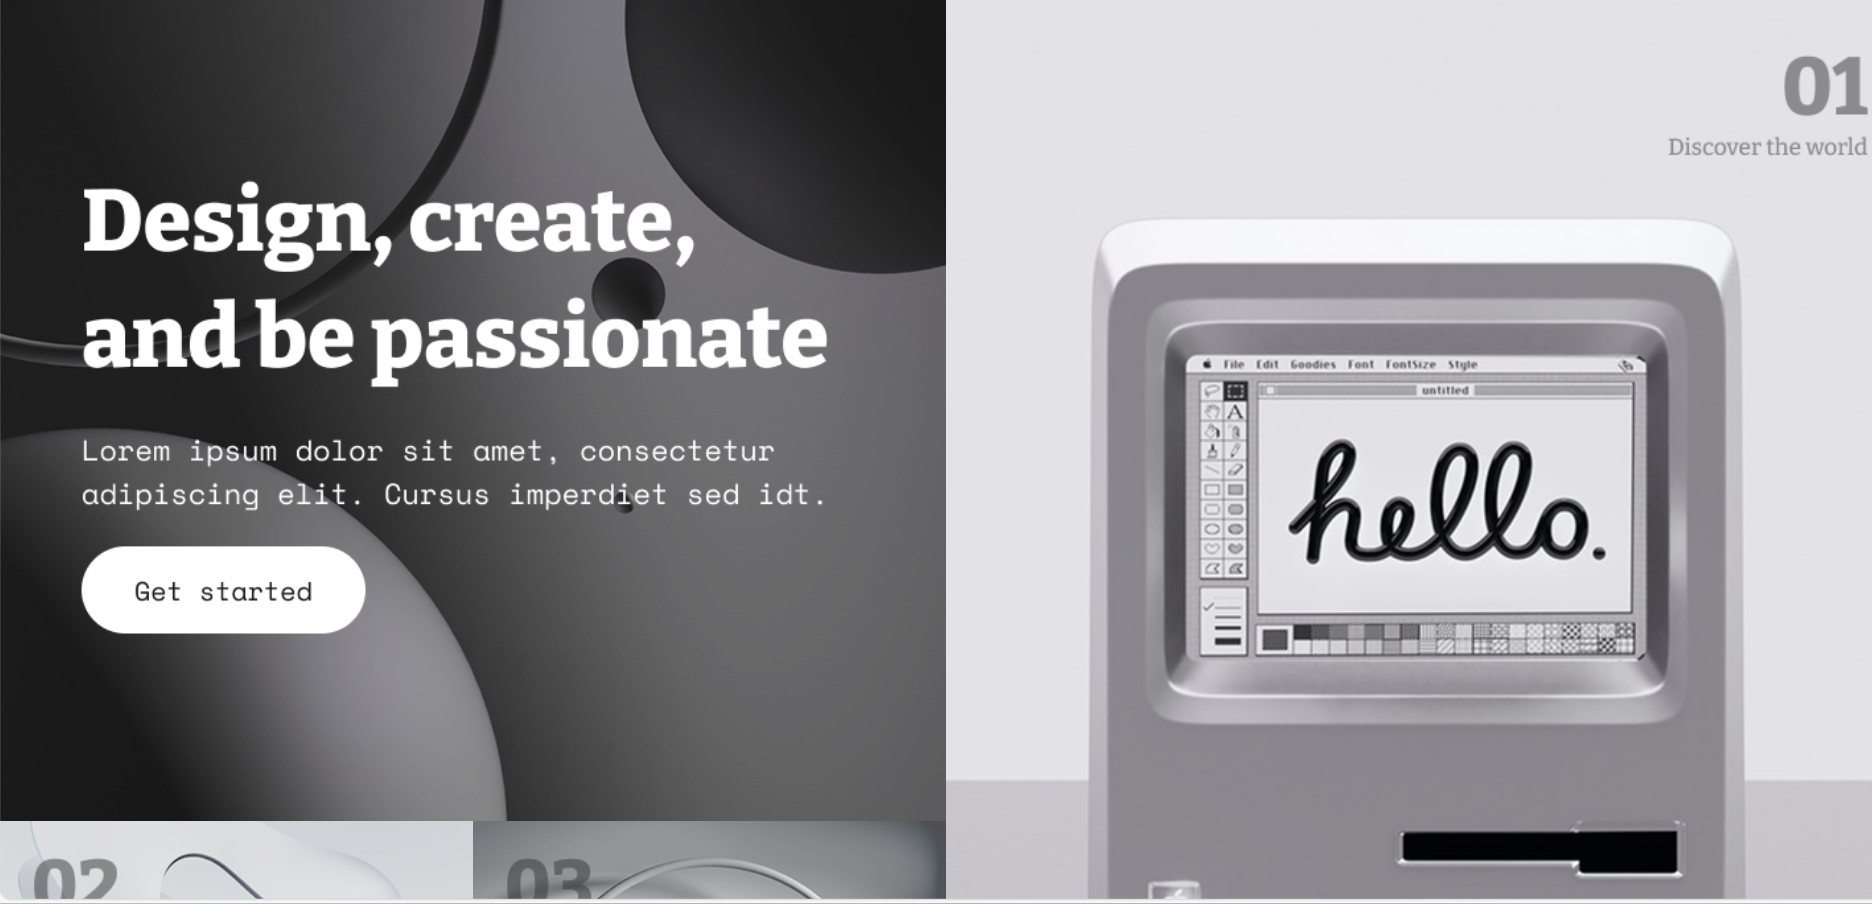 Design, create,
and be passionate
Lorem ipsum dolor sit amet, consectetur
adipiscing elit. Cursus imperdiet sed idt.
Get started
02
03
01
Discover the world
File Edit Goodies Font FontSize Style
untitled
A
hello.